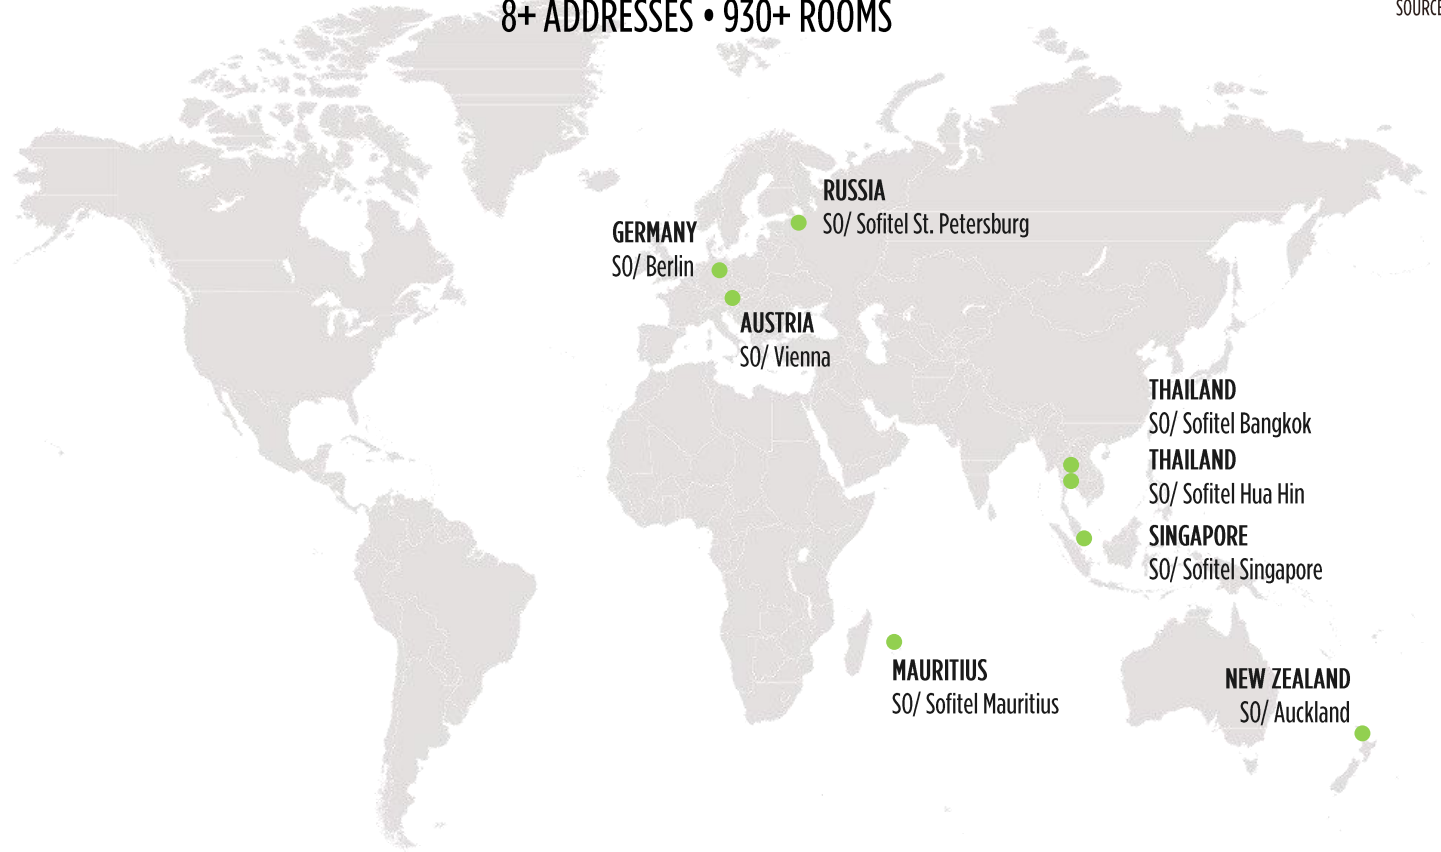 8+ ADDRESSES • 930+ ROOMS
SOURCE
RUSSIA
SO/ Sofitel St. Petersburg
GERMANY
SO/ Berlin
AUSTRIA
SO/ Vienna
THAILAND
SO/ Sofitel Bangkok
THAILAND
SO/ Sofitel Hua Hin
SINGAPORE
SO/ Sofitel Singapore
MAURITIUS
SO/ Sofitel Mauritius
NEW ZEALAND
SO/ Auckland